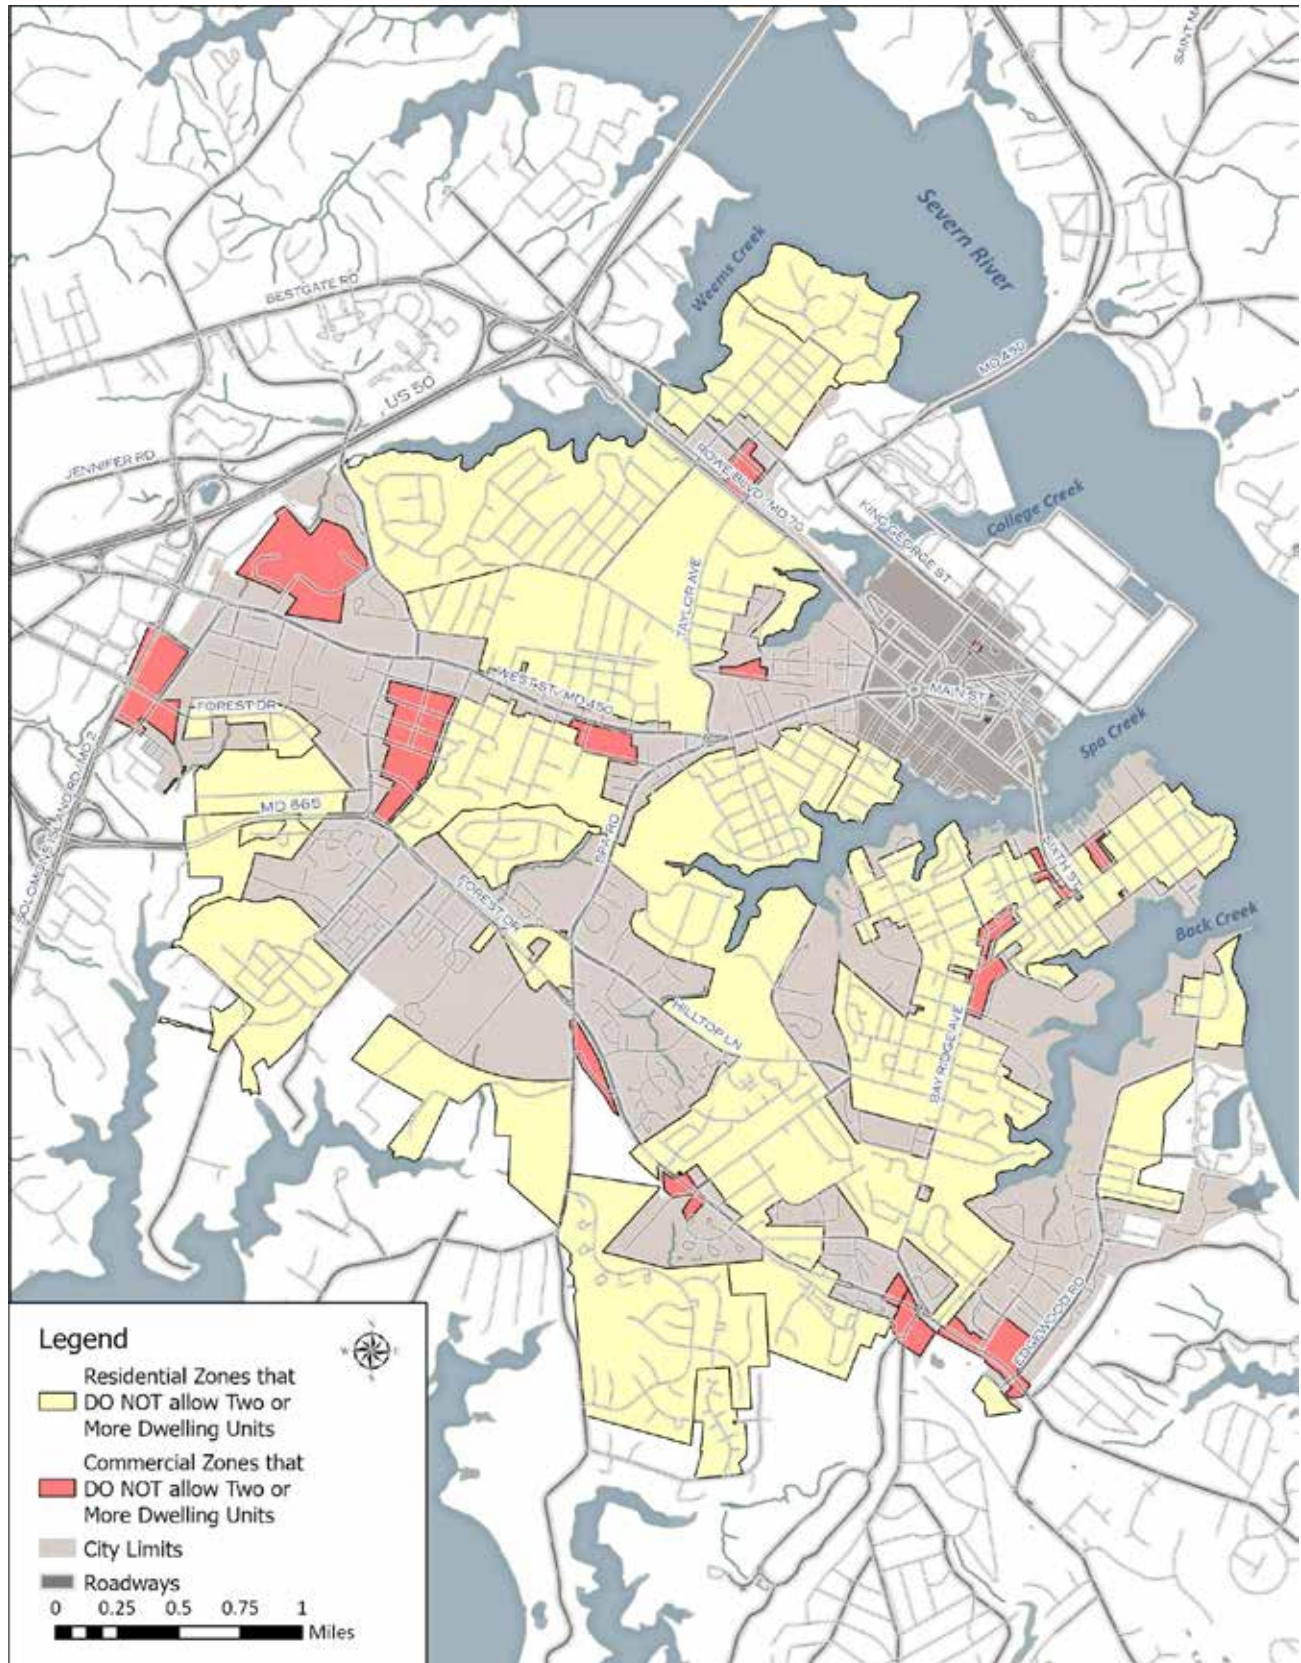 SAINT MA
Severn River
Weems Creek
BESTGATE RD
MD 450
US 50
JENNIFER RD
ROWE BLVD/MD 70
KING GEORGE ST
College Creek
TAYLOR AVE
WEST ST/MD 450
MAIN ST
FOREST DR
Spa Creek
SOLOMONS ISLAND RD/MD 2
MD 665
SPA RD
SIXTH ST
FOREST DR
Back Creek
HILLTOP LN
BAY RIDGE AVE
EDGEWOOD RD
Legend
W E
Residential Zones that
DO NOT allow Two or
More Dwelling Units
Commercial Zones that
DO NOT allow Two or
More Dwelling Units
City Limits
Roadways
0 0.25 0.5 0.75 1
Miles